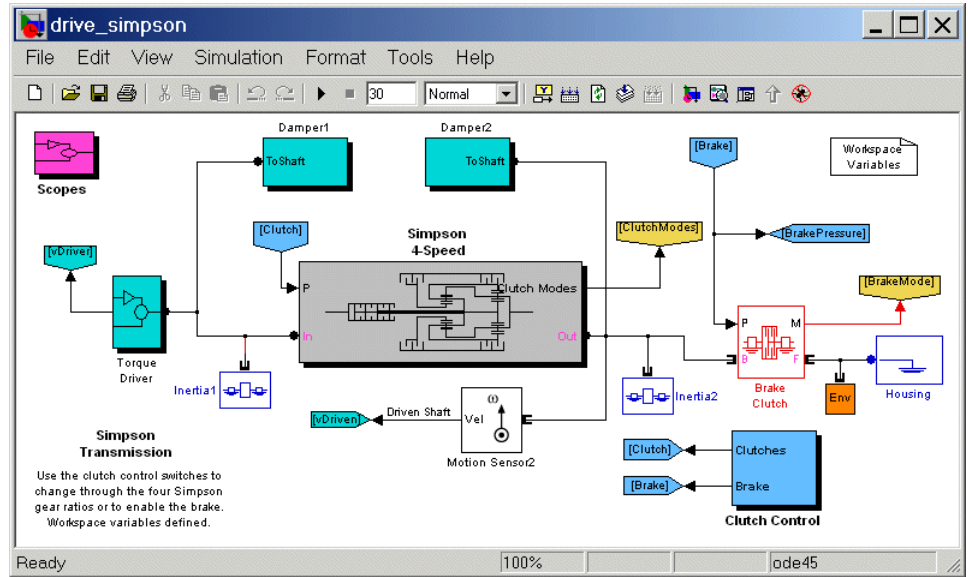 drive_simpson
File Edit View Simulation Format Tools Help
30 Normal
Damper1
Damper2
ToShaft
ToShaft
[Brake]
Workspace
Variables
Scopes
[Clutch]
Simpson
4-Speed
[ClutchModes]
[BrakePressure]
[vDriver]
P
Clutch Modes
[BrakeMode]
In
Out
P
M
B
F
Torque
Driver
Inertia1
Inertia2
Brake
Clutch
Env
Housing
[vDriven]
Driven Shaft
Vel
ω
Motion Sensor2
Simpson
Transmission
Use the clutch control switches to
change through the four Simpson
gear ratios or to enable the brake.
Workspace variables defined.
[Clutch]
Clutches
[Brake]
Brake
Clutch Control
Ready
100%
ode45